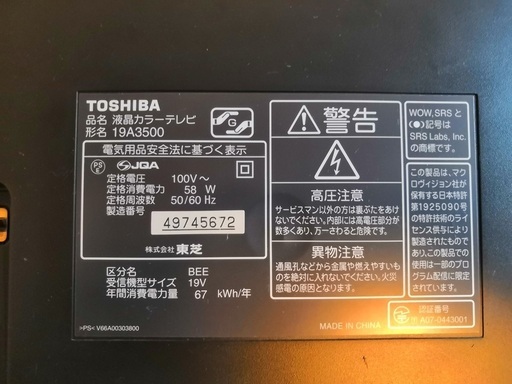 TOSHIBA
品名 液晶カラーテレビ
形名 19A3500
電気用品安全法に基づく表示
PS
E
JQA
定格電圧 100V～
定格消費電力 58 W
定格周波数 50/60 Hz
製造番号
49745672
株式会社 東芝
区分名 BEE
受信機型サイズ 19V
年間消費電力量 67 kWh/年
>PS< V66A00303800
警告
高圧注意
サービスマン以外の方は裏ぶたをあけ
ないでください。内部には高電圧部分が
数多くあり、万一さわると危険です。
異物注意
通風孔などから金属や燃えやすいもの
を絶対に入れないでください。火災
感電の原因となります。
MADE IN CHINA
WOW, SRS と
(●)記号は
SRS Labs, Inc.
の商標です。
この製品は、マク
ロヴィジョン社が
保有する日本特許
第1925090号
の特許技術のライ
センス供与により
製造されたもので
あり、この製品での
使用は一部のプロ
グラムに限定され
ています。
認証番号
A02-0443001